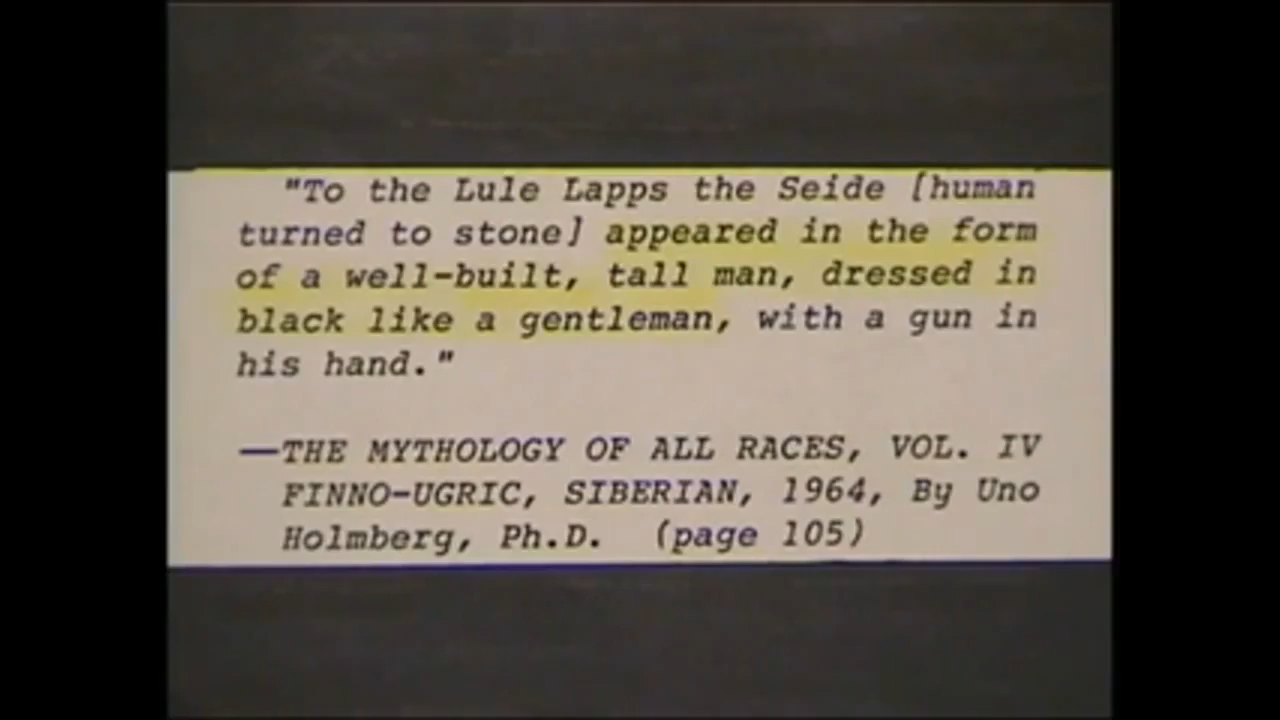 "To the Lule Lapps the Seide [human
turned to stone] appeared in the form
of a well-built, tall man, dressed in
black like a gentleman, with a gun in
his hand."
—THE MYTHOLOGY OF ALL RACES, VOL. IV
FINNO-UGRIC, SIBERIAN, 1964, By Uno
Holmberg, Ph.D. (page 105)